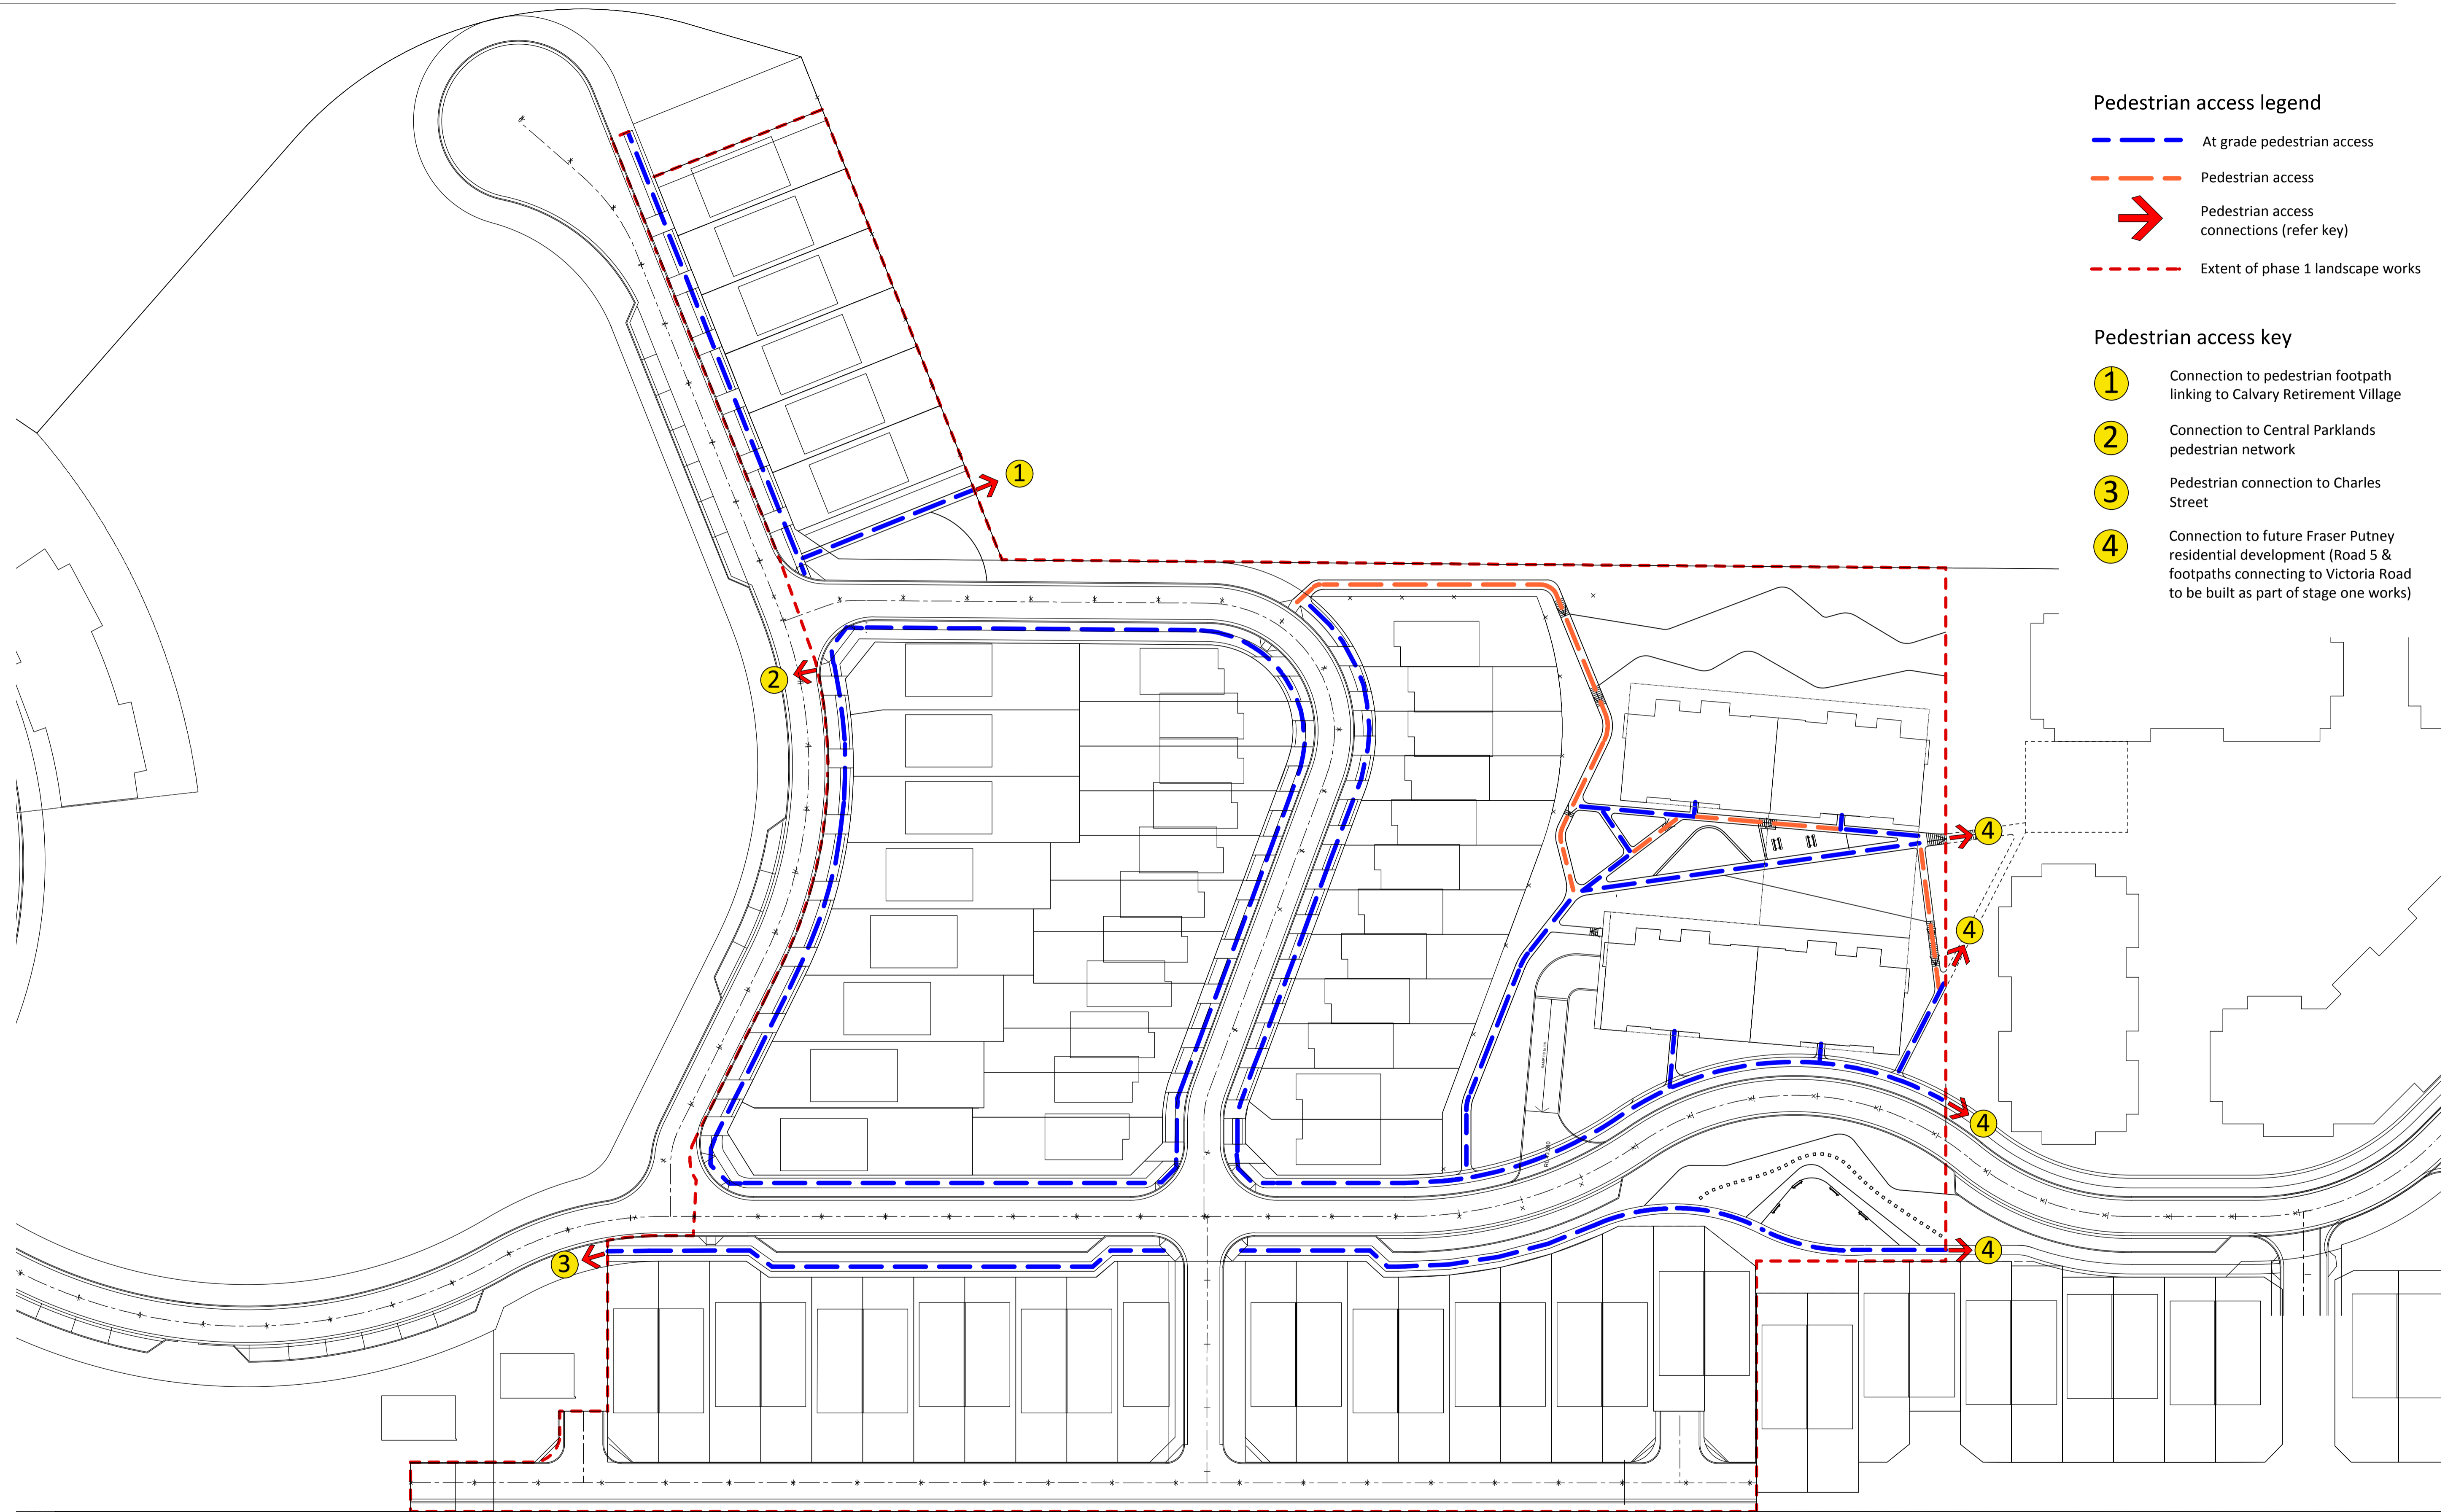 Pedestrian access legend
At grade pedestrian access
Pedestrian access
Pedestrian access
connections (refer key)
Extent of phase 1 landscape works
Pedestrian access key
1
Connection to pedestrian footpath
linking to Calvary Retirement Village
2
Connection to Central Parklands
pedestrian network
3
Pedestrian connection to Charles
Street
4
Connection to future Fraser Putney
residential development (Road 5 &
footpaths connecting to Victoria Road
to be built as part of stage one works)
1
2
4
4
4
4
3